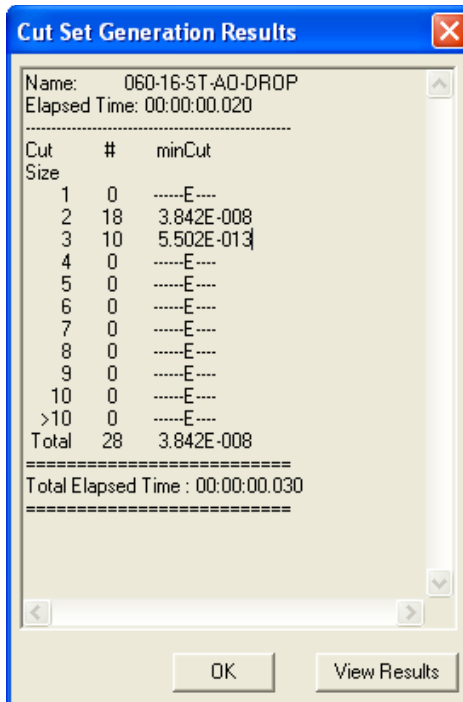 Cut Set Generation Results
Name: 060-16-ST-AO-DROP
Elapsed Time: 00:00:00.020
--------------------------------------------------
Cut # minCut
Size
1 0 ------E----
2 18 3.842E-008
3 10 5.502E-013
4 0 ------E----
5 0 ------E----
6 0 ------E----
7 0 ------E----
8 0 ------E----
9 0 ------E----
10 0 ------E----
>10 0 ------E----
Total 28 3.842E-008
==========================
Total Elapsed Time : 00:00:00.030
==========================
OK View Results